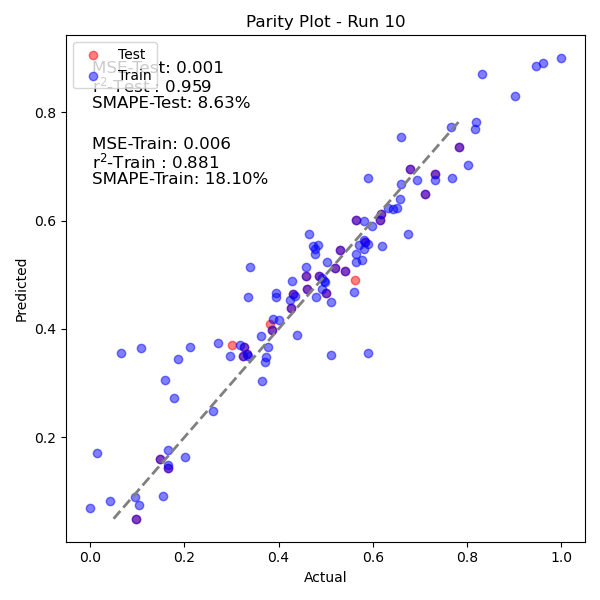 Parity Plot - Run 10
Test
Train
MSE-Test: 0.001
r²-Test : 0.959
SMAPE-Test: 8.63%
MSE-Train: 0.006
r²-Train : 0.881
SMAPE-Train: 18.10%
Predicted
0.8
0.6
0.4
0.2
0.0
0.2
0.4
0.6
0.8
1.0
Actual